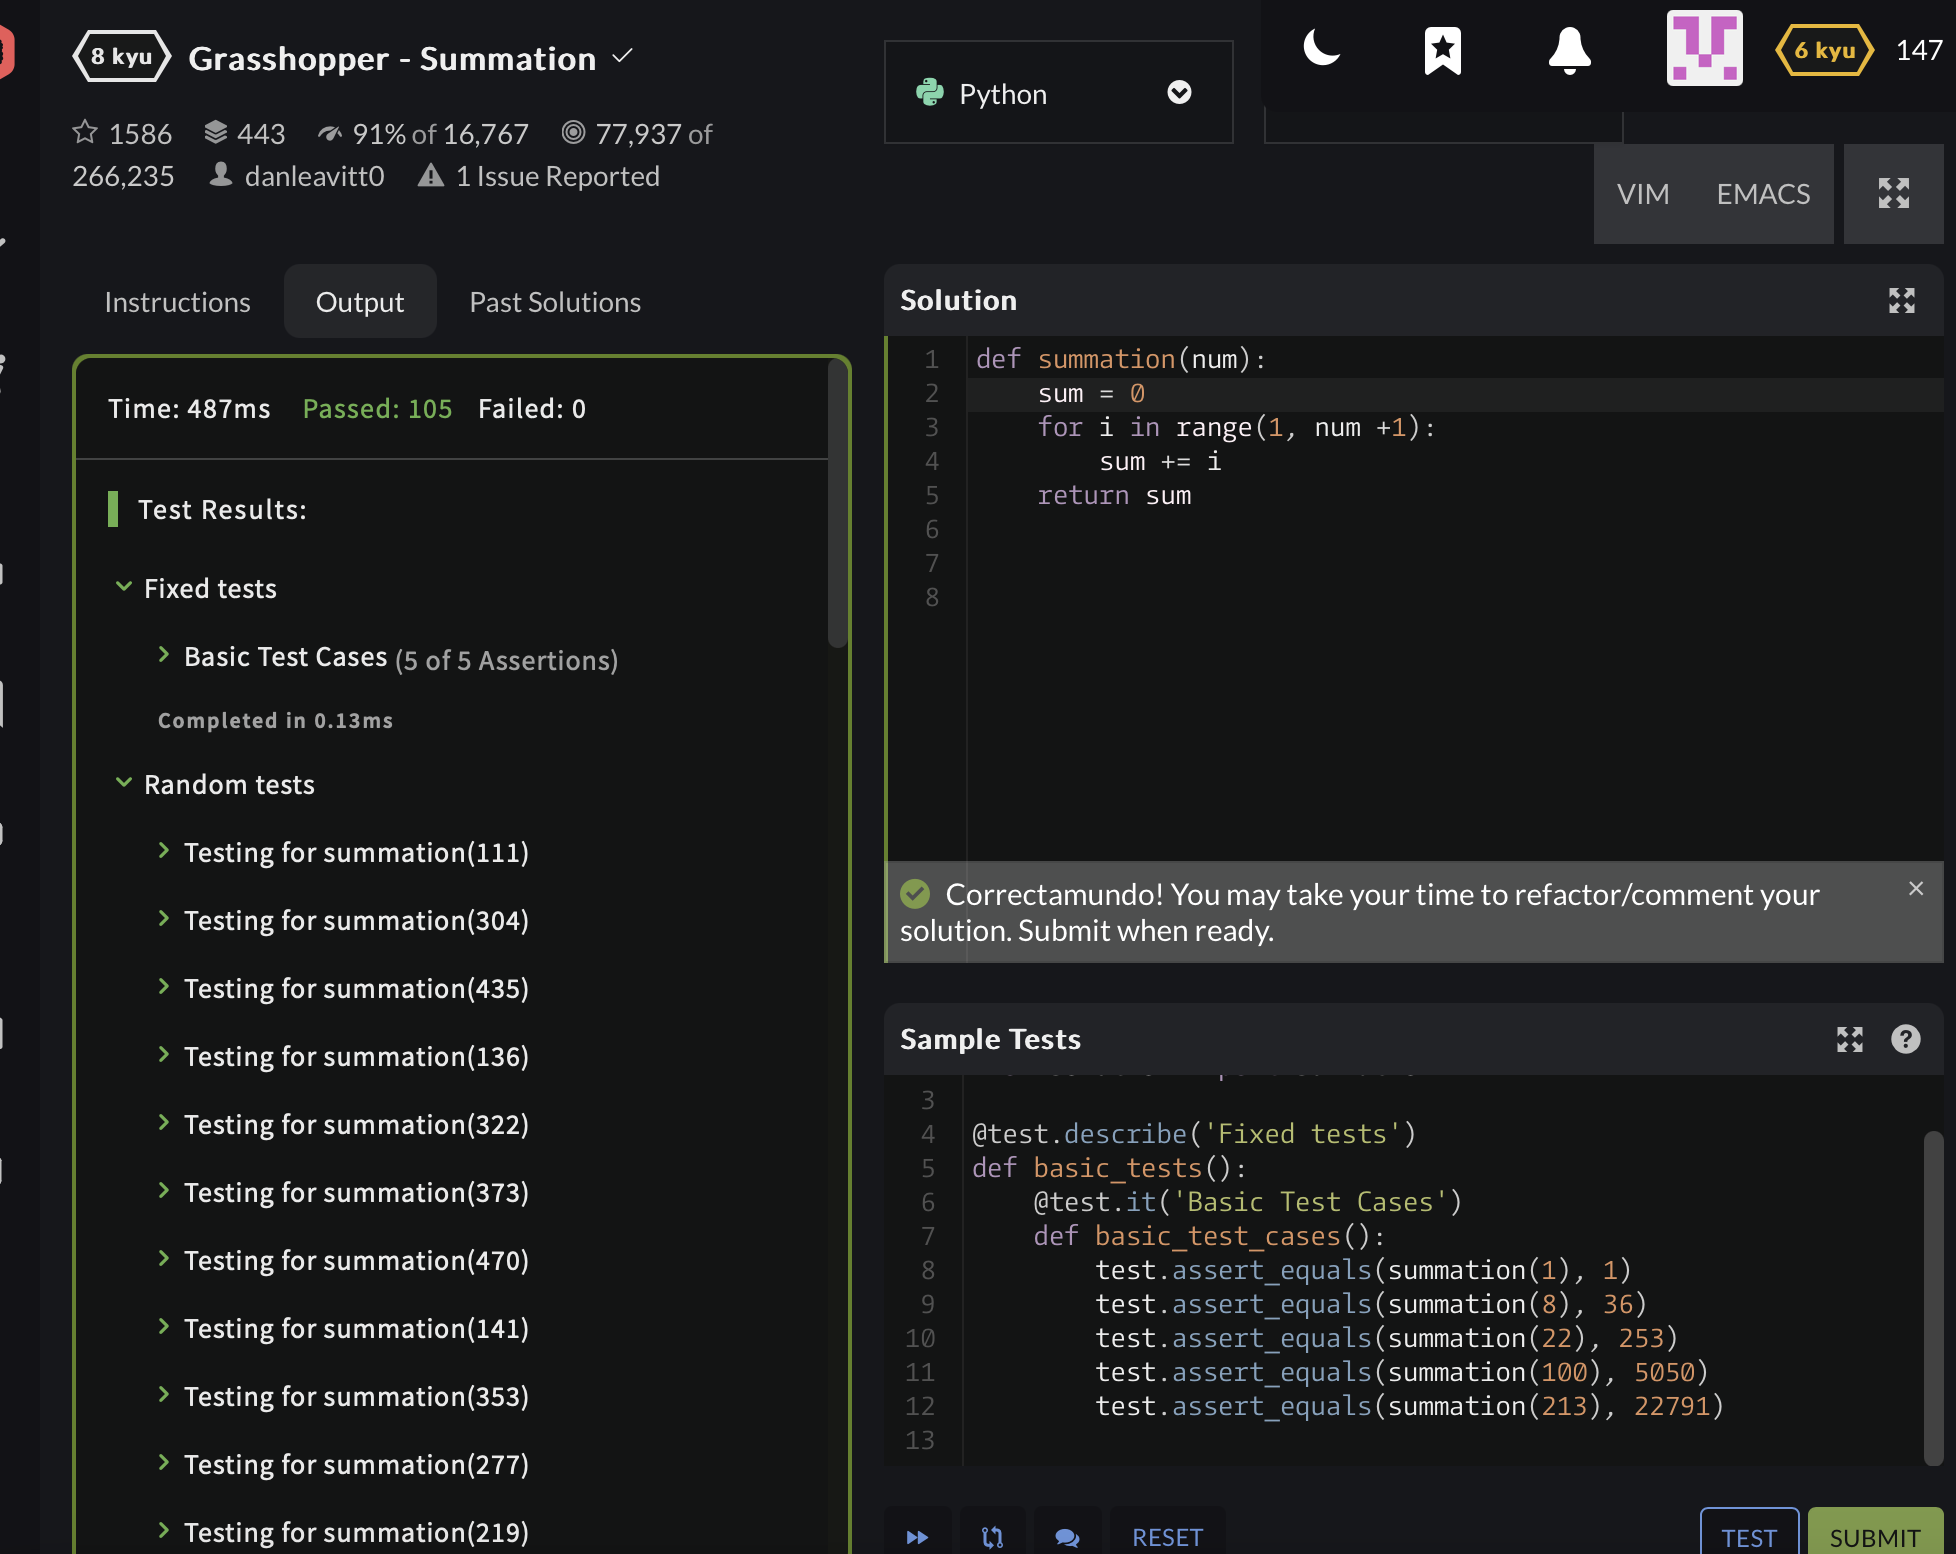 8 kyu Grasshopper - Summation
1586 443 91% of 16,767 77,937 of
266,235 danleavitt0 1 Issue Reported
Python
6 kyu 147
VIM EMACS
Instructions Output Past Solutions
Time: 487ms Passed: 105 Failed: 0
Test Results:
Fixed tests
Basic Test Cases (5 of 5 Assertions)
Completed in 0.13ms
Random tests
Testing for summation(111)
Testing for summation(304)
Testing for summation(435)
Testing for summation(136)
Testing for summation(322)
Testing for summation(373)
Testing for summation(470)
Testing for summation(141)
Testing for summation(353)
Testing for summation(277)
Testing for summation(219)
Solution
1 def summation(num):
2     sum = 0
3     for i in range(1, num +1):
4         sum += i
5     return sum
6
7
8
Correctamundo! You may take your time to refactor/comment your
solution. Submit when ready.
Sample Tests
3
4 @test.describe('Fixed tests')
5 def basic_tests():
6     @test.it('Basic Test Cases')
7     def basic_test_cases():
8         test.assert_equals(summation(1), 1)
9         test.assert_equals(summation(8), 36)
10         test.assert_equals(summation(22), 253)
11         test.assert_equals(summation(100), 5050)
12         test.assert_equals(summation(213), 22791)
13
RESET TEST SUBMIT